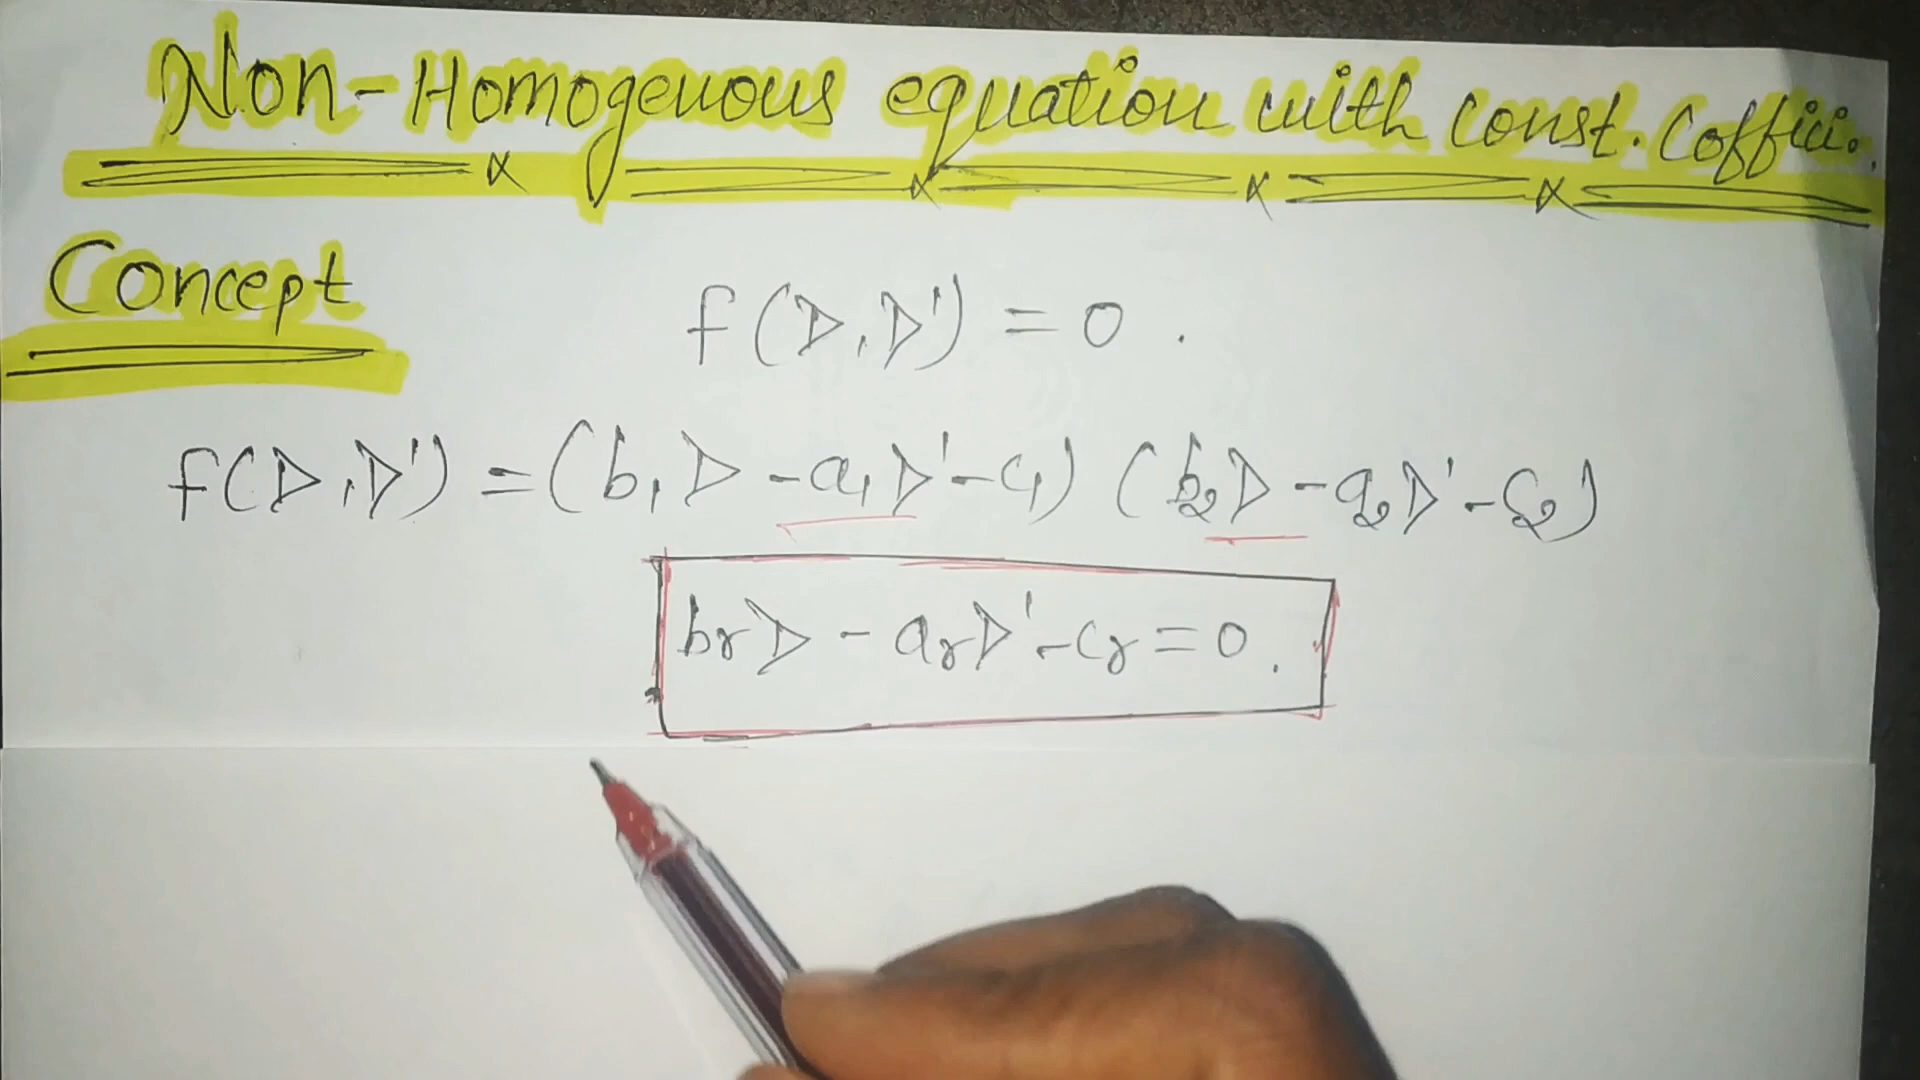 Non-Homogenous equation with const. Coffici..
Concept
f(D,D') = 0 .
f(D,D') = (b₁D - a₁D' - c₁) (b₂D - a₂D' - c₂)
bᵣD - aᵣD' - cᵣ = 0 .